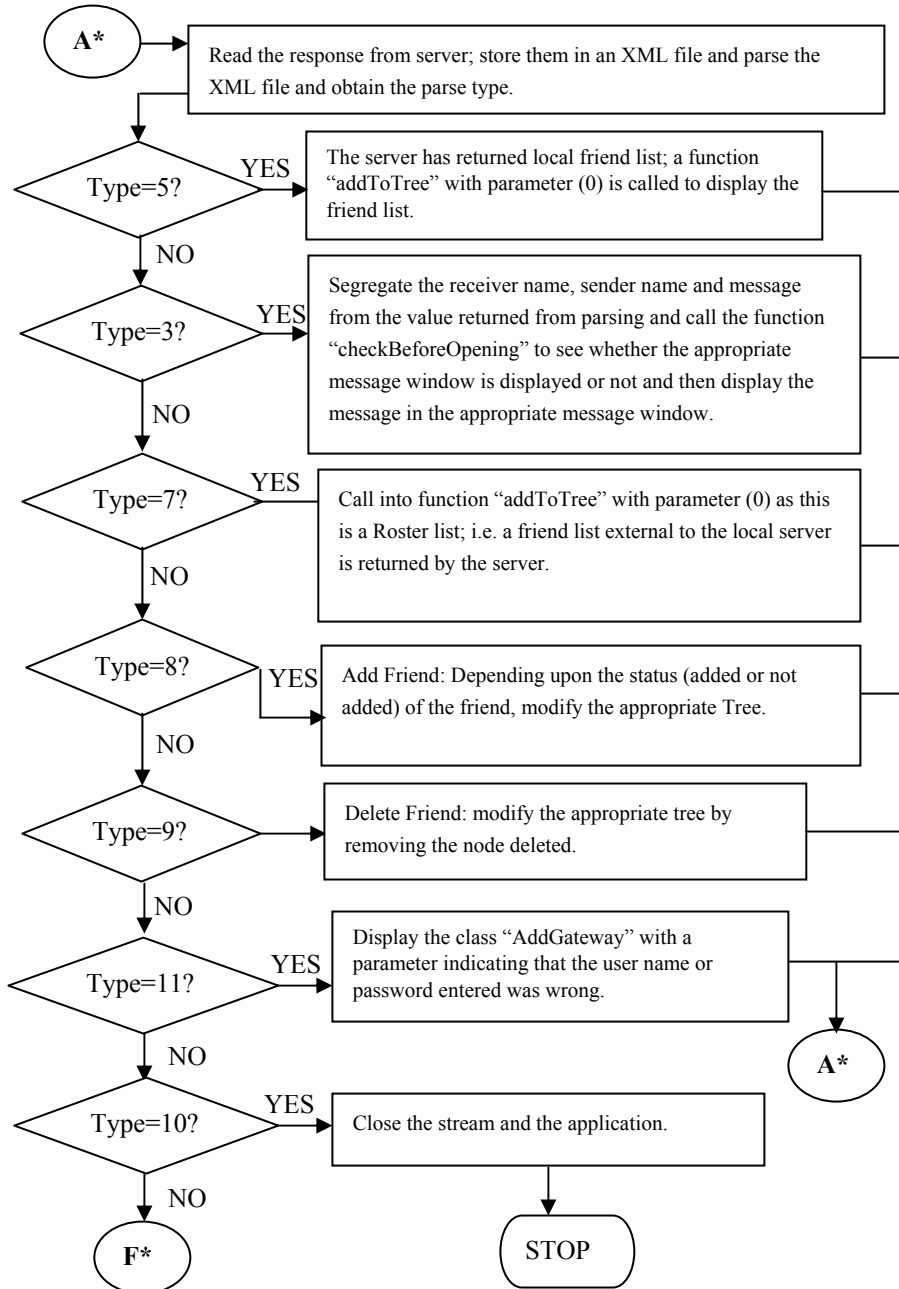 A*
Read the response from server; store them in an XML file and parse the
XML file and obtain the parse type.
Type=5?
YES
The server has returned local friend list; a function
“addToTree” with parameter (0) is called to display the
friend list.
NO
Type=3?
YES
Segregate the receiver name, sender name and message
from the value returned from parsing and call the function
“checkBeforeOpening” to see whether the appropriate
message window is displayed or not and then display the
message in the appropriate message window.
NO
Type=7?
YES
Call into function “addToTree” with parameter (0) as this
is a Roster list; i.e. a friend list external to the local server
is returned by the server.
NO
Type=8?
YES
Add Friend: Depending upon the status (added or not
added) of the friend, modify the appropriate Tree.
NO
Type=9?
Delete Friend: modify the appropriate tree by
removing the node deleted.
NO
Type=11?
YES
Display the class “AddGateway” with a
parameter indicating that the user name or
password entered was wrong.
A*
NO
Type=10?
YES
Close the stream and the application.
NO
F*
STOP